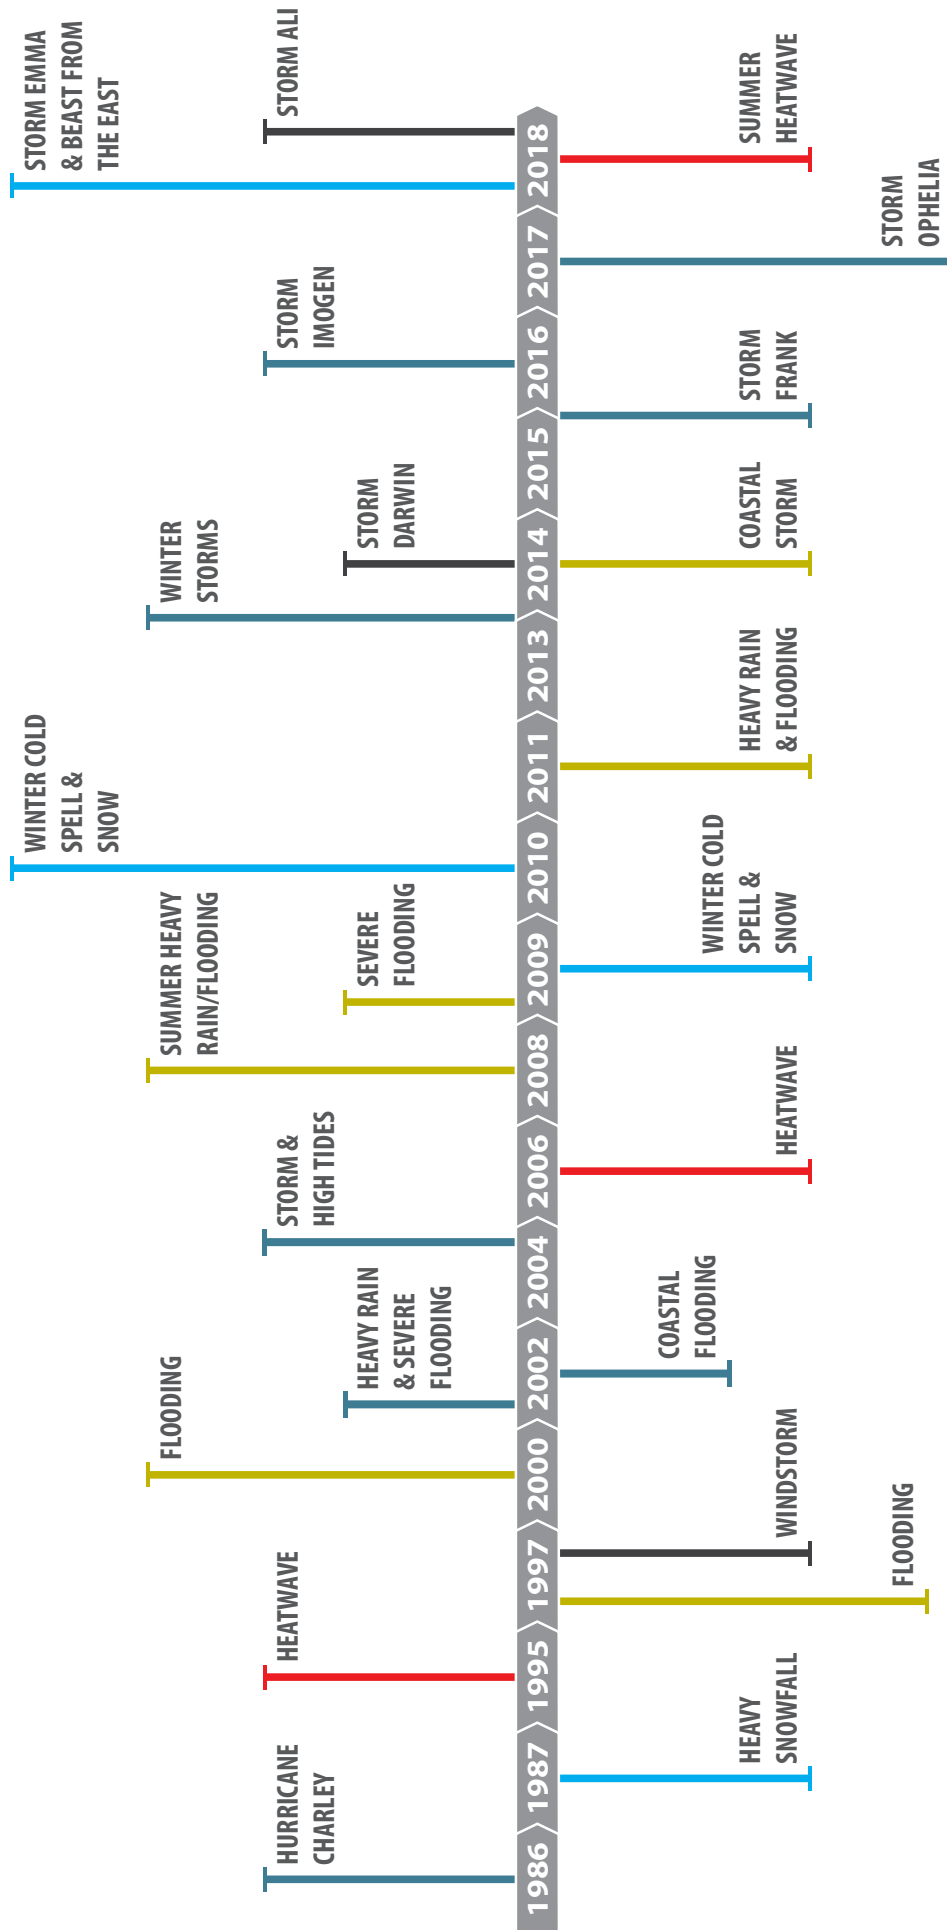 HURRICANE
CHARLEY
HEATWAVE
FLOODING
HEAVY RAIN
& SEVERE
FLOODING
STORM &
HIGH TIDES
SUMMER HEAVY
RAIN/FLOODING
SEVERE
FLOODING
WINTER COLD
SPELL &
SNOW
WINTER
STORMS
STORM
DARWIN
STORM
IMOGEN
STORM EMMA
& BEAST FROM
THE EAST
STORM ALI
1986
1987
1995
1997
2000
2002
2004
2006
2008
2009
2010
2011
2013
2014
2015
2016
2017
2018
HEAVY
SNOWFALL
FLOODING
WINDSTORM
COASTAL
FLOODING
HEATWAVE
WINTER COLD
SPELL &
SNOW
HEAVY RAIN
& FLOODING
COASTAL
STORM
STORM
FRANK
STORM
OPHELIA
SUMMER
HEATWAVE